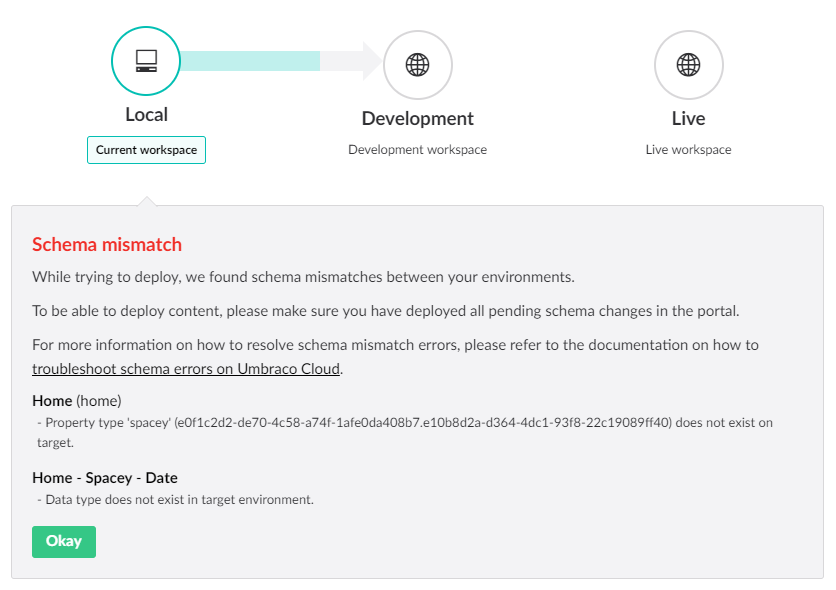 Local
Development
Live
Current workspace
Development workspace
Live workspace
Schema mismatch
While trying to deploy, we found schema mismatches between your environments.
To be able to deploy content, please make sure you have deployed all pending schema changes in the portal.
For more information on how to resolve schema mismatch errors, please refer to the documentation on how to
troubleshoot schema errors on Umbraco Cloud.
Home (home)
- Property type 'spacey' (e0f1c2d2-de70-4c58-a74f-1afe0da408b7.e10b8d2a-d364-4dc1-93f8-22c19089ff40) does not exist on
target.
Home - Spacey - Date
- Data type does not exist in target environment.
Okay